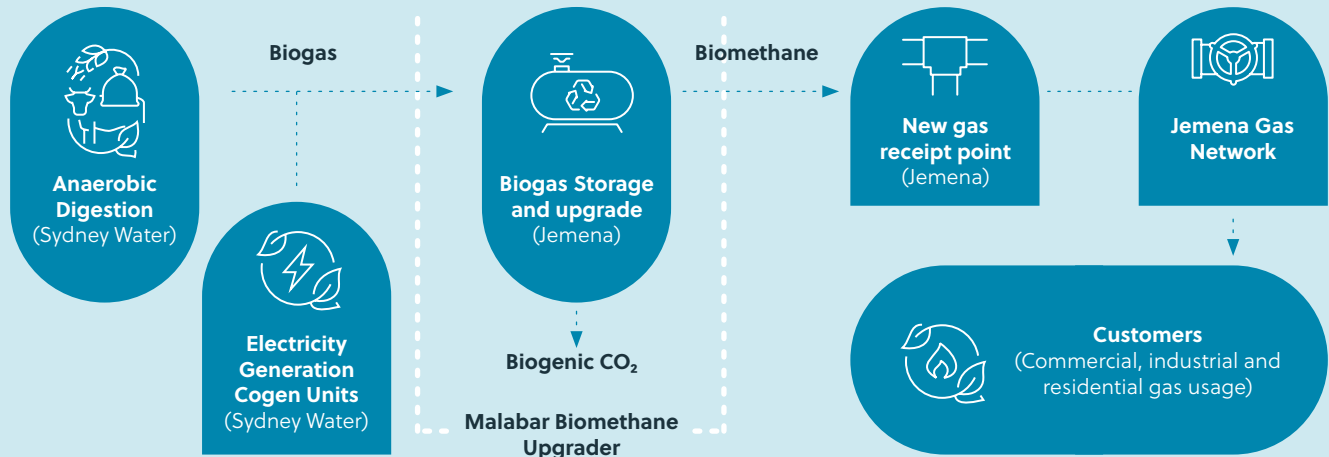 Biogas
Biomethane
Anaerobic
Digestion
(Sydney Water)
Electricity
Generation
Cogen Units
(Sydney Water)
Biogas Storage
and upgrade
(Jemena)
Biogenic CO₂
Malabar Biomethane
Upgrader
New gas
receipt point
(Jemena)
Jemena Gas
Network
Customers
(Commercial, industrial and
residential gas usage)